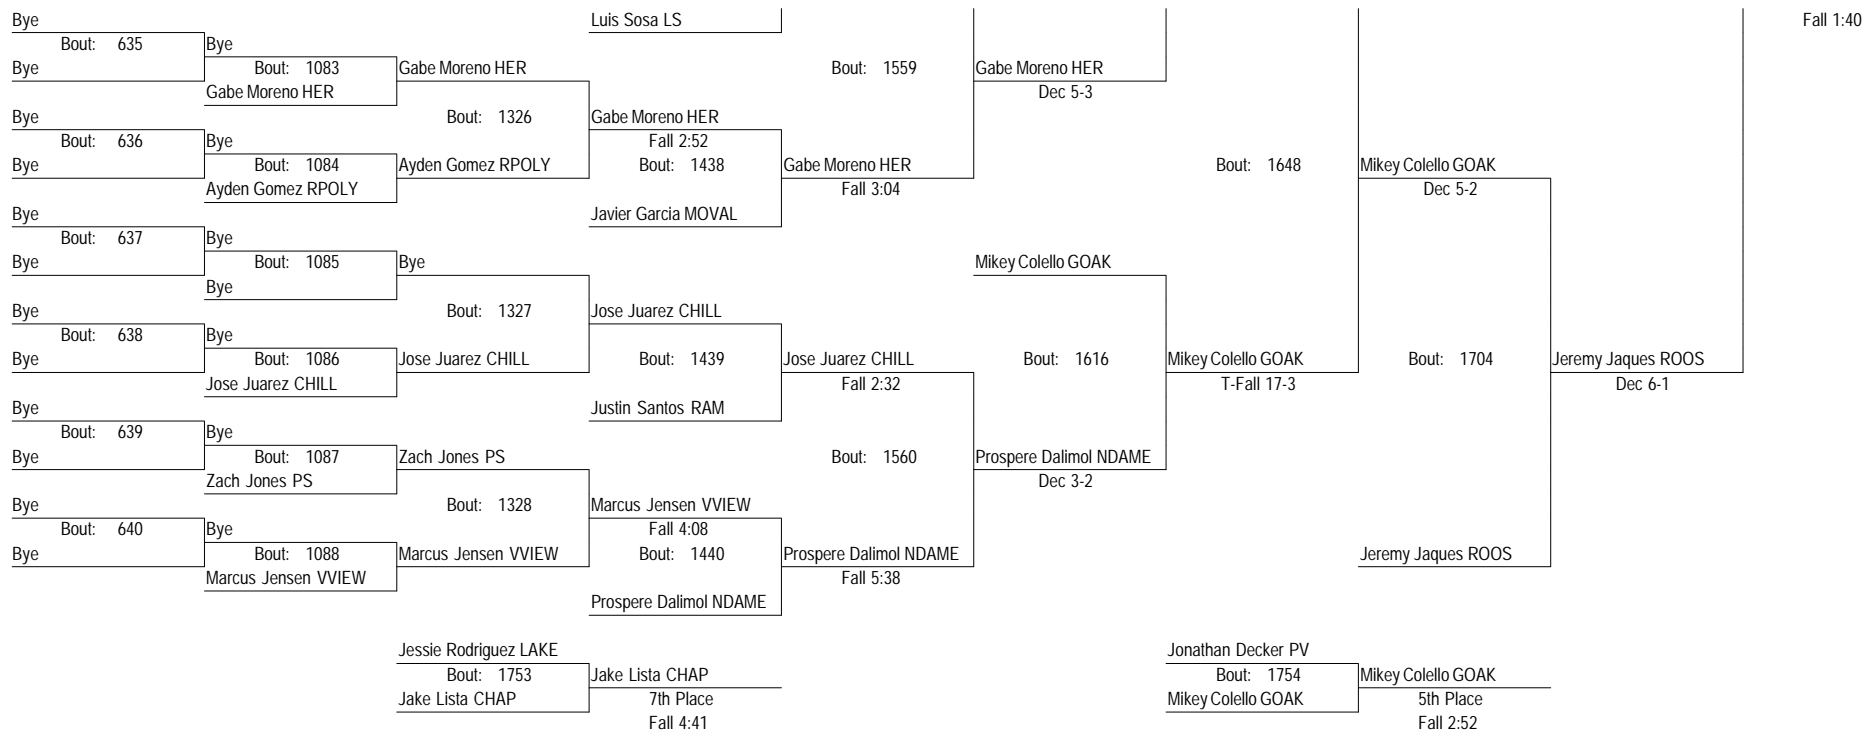 Bye
Luis Sosa LS
Fall 1:40
Bout: 635
Bye
Bye
Bout: 1083
Gabe Moreno HER
Bout: 1559
Gabe Moreno HER
Gabe Moreno HER
Dec 5-3
Bye
Bout: 1326
Gabe Moreno HER
Bout: 636
Bye
Fall 2:52
Bye
Bout: 1084
Ayden Gomez RPOLY
Bout: 1438
Gabe Moreno HER
Bout: 1648
Mikey Colello GOAK
Ayden Gomez RPOLY
Fall 3:04
Dec 5-2
Bye
Javier Garcia MOVAL
Bout: 637
Bye
Bye
Bout: 1085
Bye
Mikey Colello GOAK
Bye
Bye
Bout: 1327
Jose Juarez CHILL
Bout: 638
Bye
Bye
Bout: 1086
Jose Juarez CHILL
Bout: 1439
Jose Juarez CHILL
Bout: 1616
Mikey Colello GOAK
Bout: 1704
Jeremy Jaques ROOS
Jose Juarez CHILL
Fall 2:32
T-Fall 17-3
Dec 6-1
Bye
Justin Santos RAM
Bout: 639
Bye
Bye
Bout: 1087
Zach Jones PS
Bout: 1560
Prospere Dalimol NDAME
Zach Jones PS
Dec 3-2
Bye
Bout: 1328
Marcus Jensen VVIEW
Bout: 640
Bye
Fall 4:08
Bye
Bout: 1088
Marcus Jensen VVIEW
Bout: 1440
Prospere Dalimol NDAME
Jeremy Jaques ROOS
Marcus Jensen VVIEW
Fall 5:38
Prospere Dalimol NDAME
Jessie Rodriguez LAKE
Jonathan Decker PV
Bout: 1753
Jake Lista CHAP
Bout: 1754
Mikey Colello GOAK
Jake Lista CHAP
7th Place
Mikey Colello GOAK
5th Place
Fall 4:41
Fall 2:52